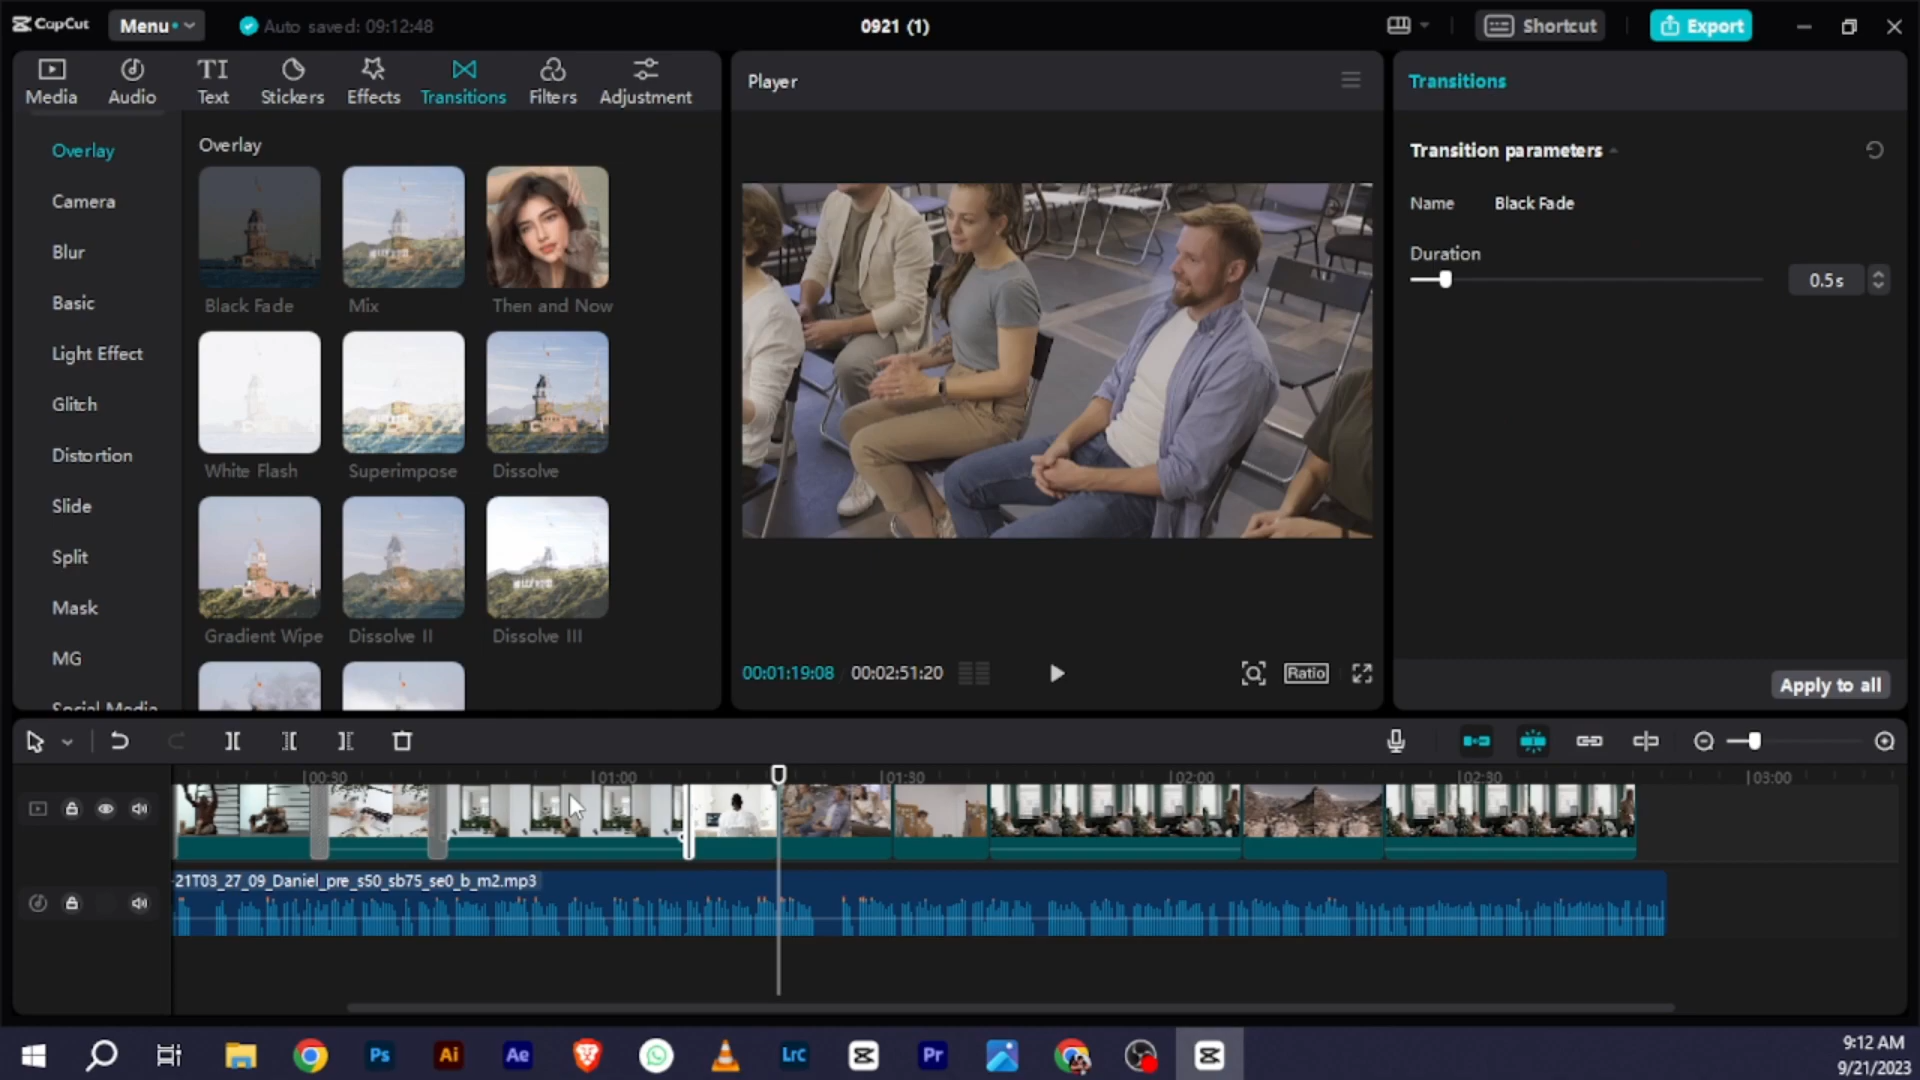 CapCut
Menu
Auto saved: 09:12:48
0921 (1)
Shortcut
Export
Media
Audio
TI
Text
Stickers
Effects
Transitions
Filters
Adjustment
Player
Transitions
Overlay
Camera
Blur
Basic
Light Effect
Glitch
Distortion
Slide
Split
Mask
MG
Social Media
Overlay
Black Fade
Mix
Then and Now
White Flash
Superimpose
Dissolve
Gradient Wipe
Dissolve II
Dissolve III
00:01:19:08
00:02:51:20
Ratio
Transition parameters
Name Black Fade
Duration
0.5s
Apply to all
00:30
01:00
01:30
02:00
02:30
03:00
-21T03_27_09_Daniel_pre_s50_sb75_se0_b_m2.mp3
Ps
Ai
Ae
Lrc
Pr
9:12 AM
9/21/2023